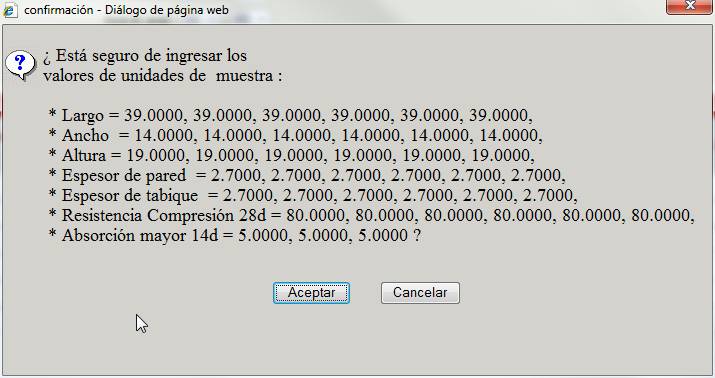 confirmación - Diálogo de página web
¿ Está seguro de ingresar los
valores de unidades de muestra :
* Largo = 39.0000, 39.0000, 39.0000, 39.0000, 39.0000, 39.0000,
* Ancho = 14.0000, 14.0000, 14.0000, 14.0000, 14.0000, 14.0000,
* Altura = 19.0000, 19.0000, 19.0000, 19.0000, 19.0000, 19.0000,
* Espesor de pared = 2.7000, 2.7000, 2.7000, 2.7000, 2.7000, 2.7000,
* Espesor de tabique = 2.7000, 2.7000, 2.7000, 2.7000, 2.7000, 2.7000,
* Resistencia Compresión 28d = 80.0000, 80.0000, 80.0000, 80.0000, 80.0000, 80.0000,
* Absorción mayor 14d = 5.0000, 5.0000, 5.0000 ?
Aceptar
Cancelar